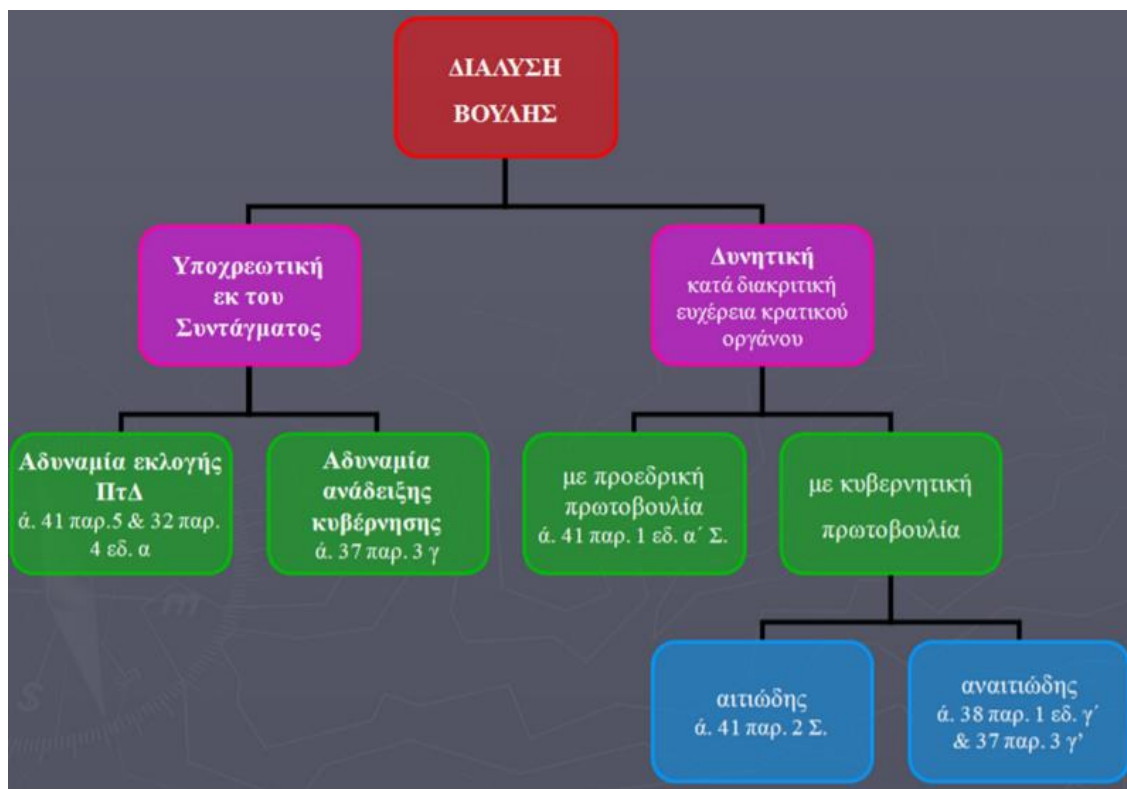 ΔΙΑΛΥΣΗ
ΒΟΥΛΗΣ
Υποχρεωτική
εκ του
Συντάγματος
Δυνητική
κατά διακριτική
ευχέρεια κρατικού
οργάνου
Αδυναμία εκλογής
ΠτΔ
ά. 41 παρ.5 & 32 παρ.
4 εδ. α
Αδυναμία
ανάδειξης
κυβέρνησης
ά. 37 παρ. 3 γ
με προεδρική
πρωτοβουλία
ά. 41 παρ. 1 εδ. α΄ Σ.
με κυβερνητική
πρωτοβουλία
αιτιώδης
ά. 41 παρ. 2 Σ.
αναιτιώδης
ά. 38 παρ. 1 εδ. γ΄
& 37 παρ. 3 γ’